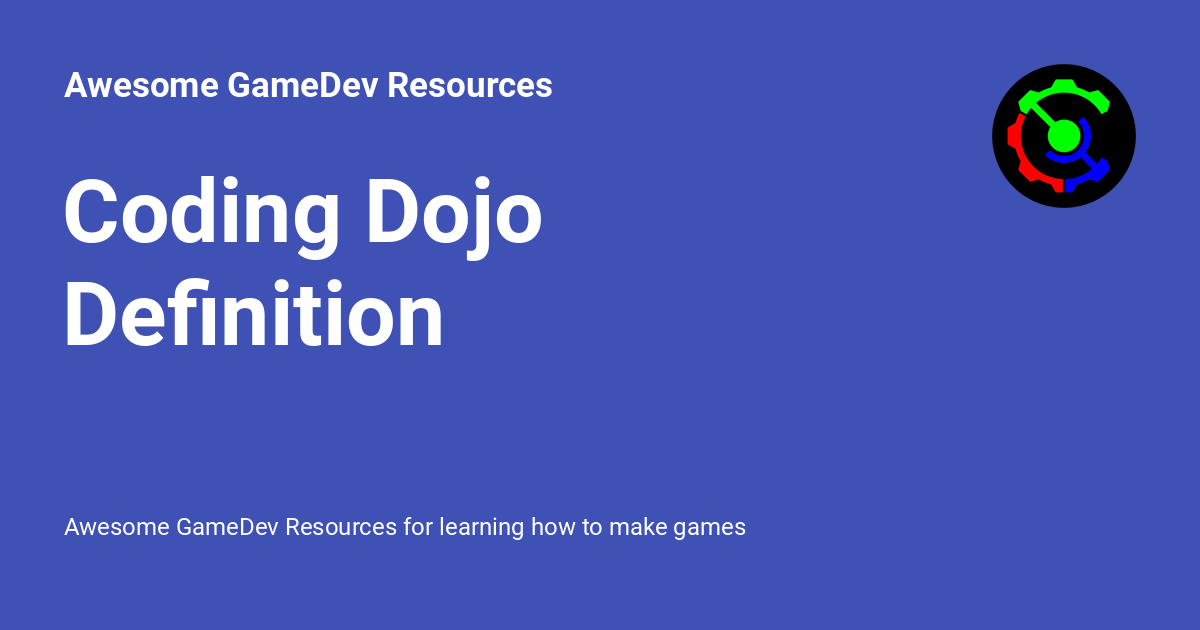 Awesome GameDev Resources
Coding Dojo
Definition
Awesome GameDev Resources for learning how to make games